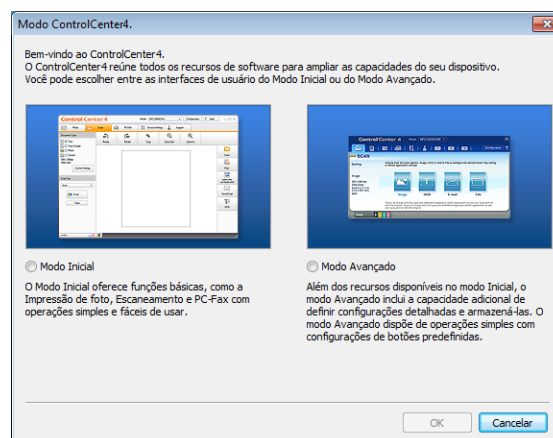 Modo ControlCenter4.
Bem-vindo ao ControlCenter4.
O ControlCenter4 reúne todos os recursos de software para ampliar as capacidades do seu dispositivo.
Você pode escolher entre as interfaces de usuário do Modo Inicial ou do Modo Avançado.
Control Center 4
Control Center 4
SCAN
Modo Inicial
O Modo Inicial oferece funções básicas, como a
Impressão de foto, Escaneamento e PC-Fax com
operações simples e fáceis de usar.
Modo Avançado
Além dos recursos disponíveis no modo Inicial, o
modo Avançado inclui a capacidade adicional de
definir configurações detalhadas e armazená-las. O
modo Avançado dispõe de operações simples com
configurações de botões predefinidas.
OK
Cancelar